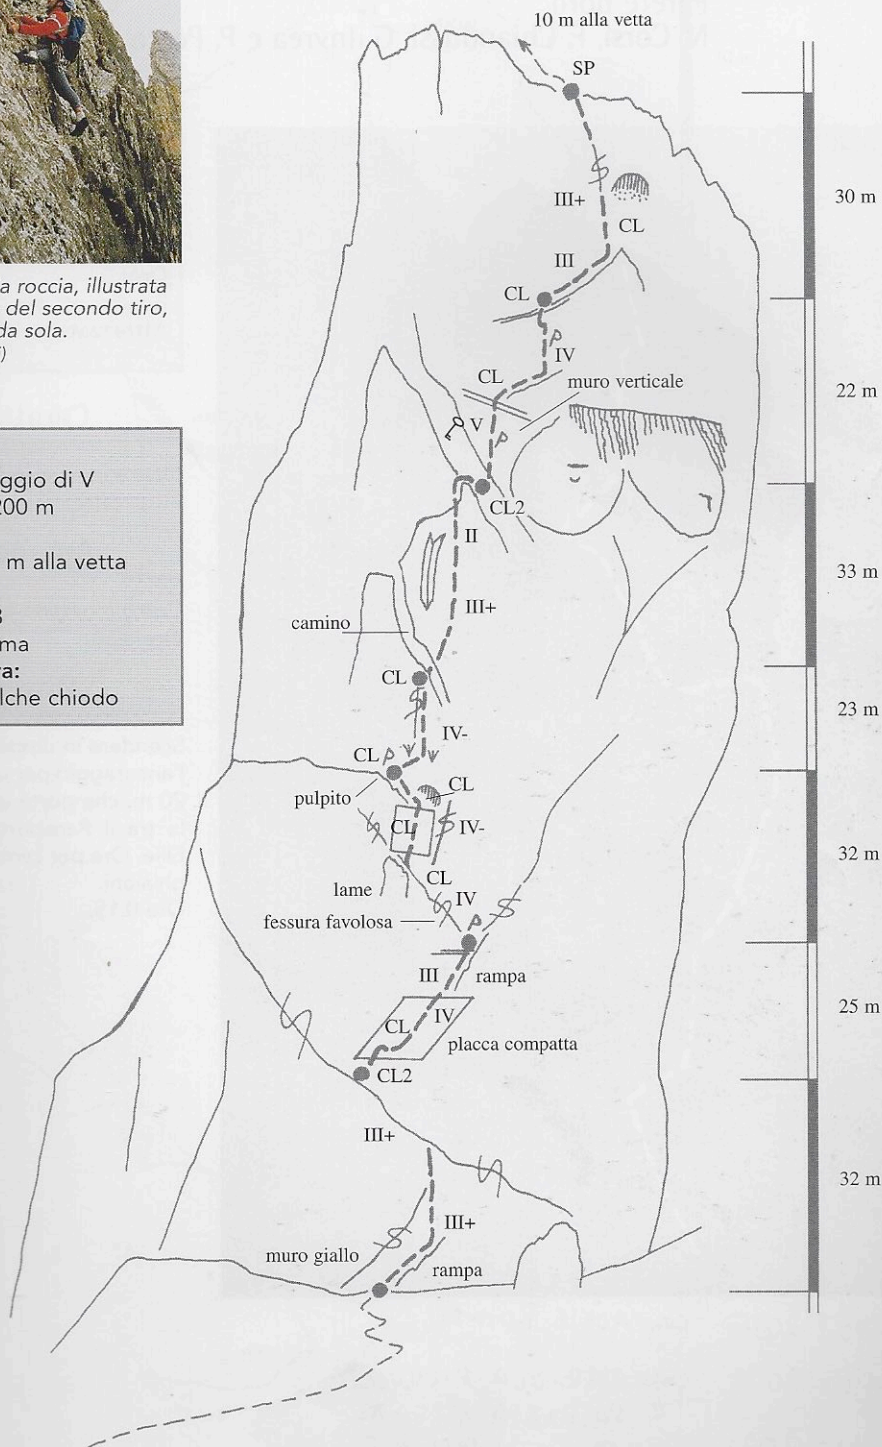 10 m alla vetta
SP
30 m
III+
CL
III
CL
a roccia, illustrata
del secondo tiro,
da sola.
IV
CL
muro verticale
22 m
V
ggio di V
200 m
CL2
II
m alla vetta
33 m
III+
camino
ma
a:
lche chiodo
CL
23 m
IV-
CL
pulpito
CL
CL
IV-
32 m
CL
lame
IV
fessura favolosa
III
rampa
25 m
CL
IV
placca compatta
CL2
III+
32 m
III+
muro giallo
rampa